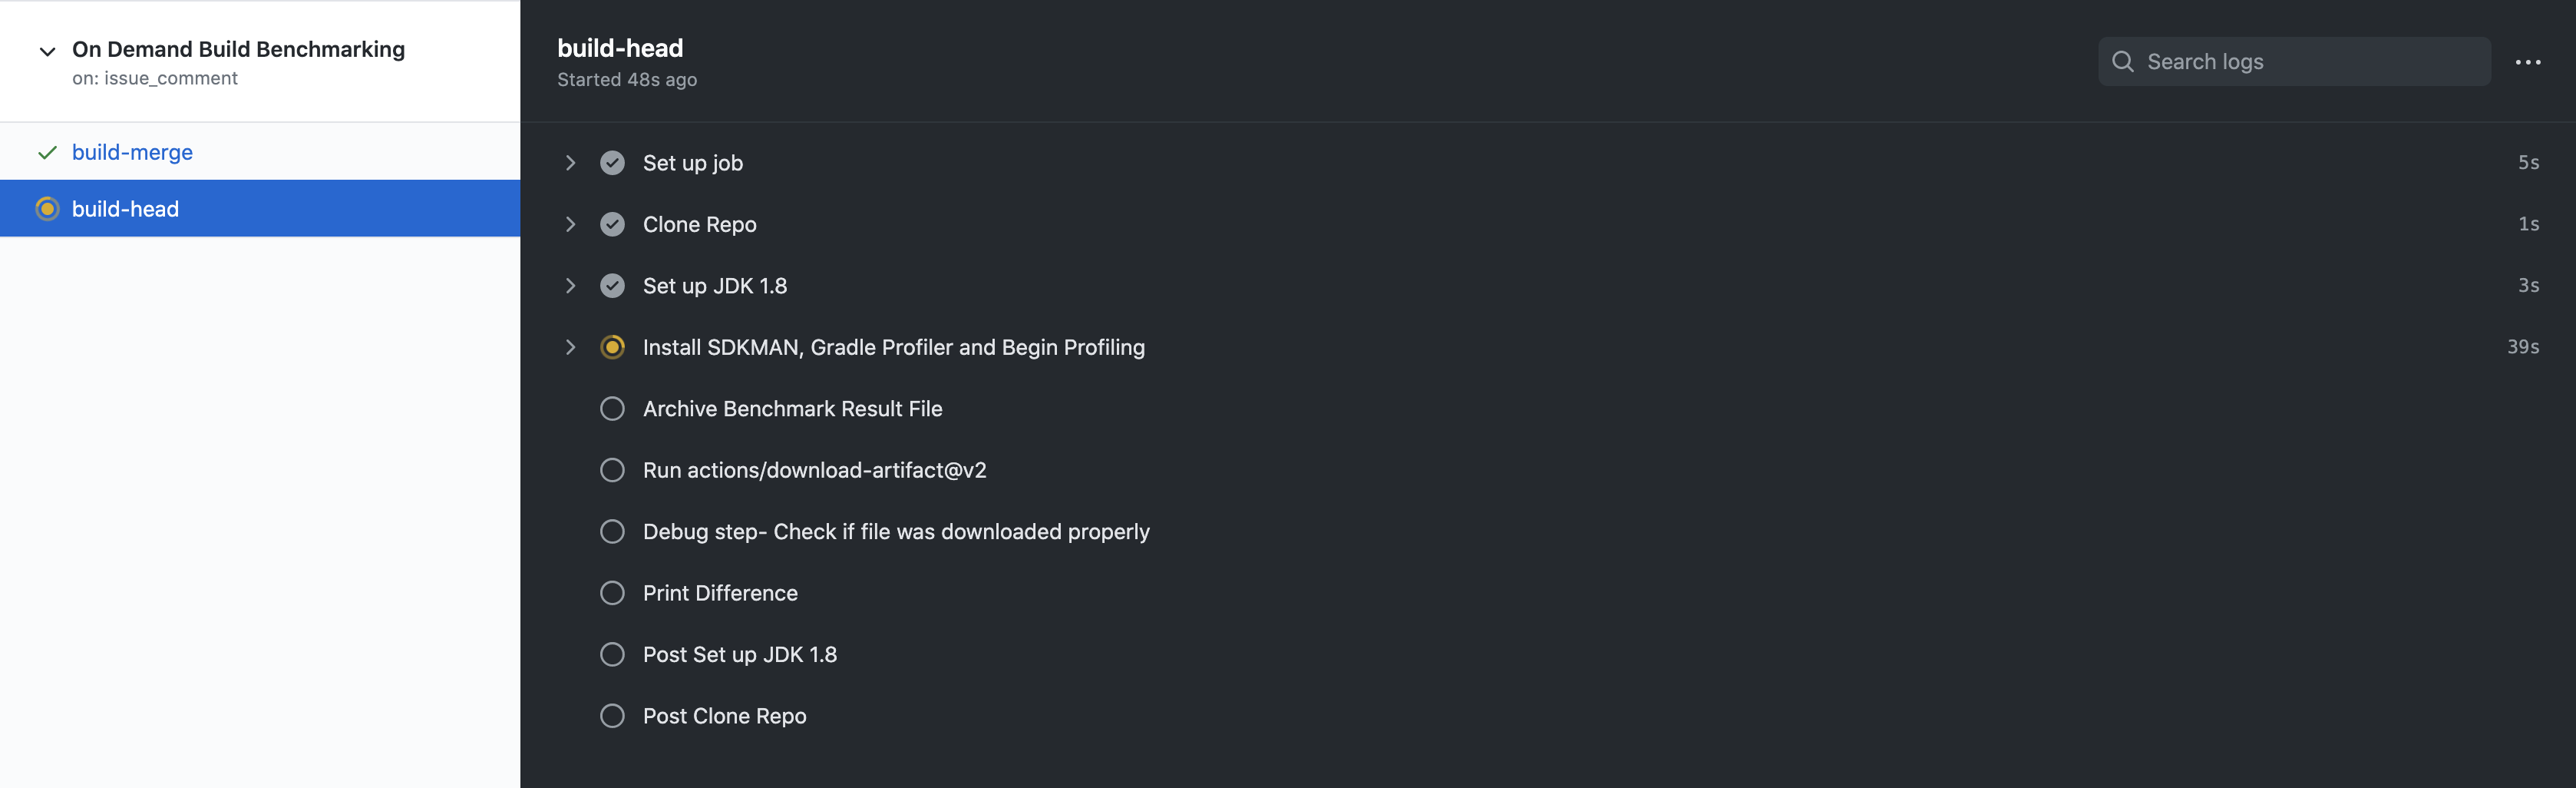 On Demand Build Benchmarking
on: issue_comment
build-merge
build-head
build-head
Started 48s ago
Search logs
Set up job 5s
Clone Repo 1s
Set up JDK 1.8 3s
Install SDKMAN, Gradle Profiler and Begin Profiling 39s
Archive Benchmark Result File
Run actions/download-artifact@v2
Debug step- Check if file was downloaded properly
Print Difference
Post Set up JDK 1.8
Post Clone Repo